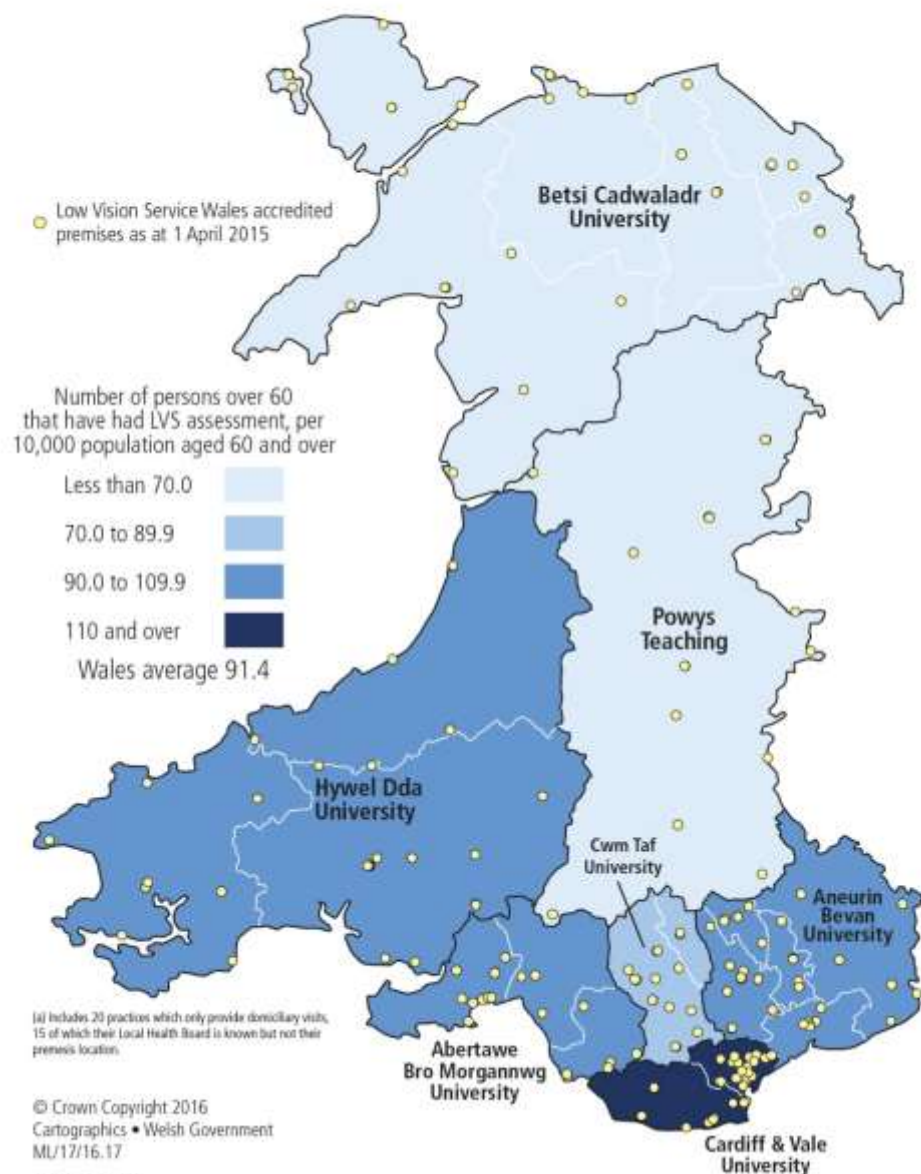 Low Vision Service Wales accredited
premises as at 1 April 2015
Betsi Cadwaladr
University
Number of persons over 60
that have had LVS assessment, per
10,000 population aged 60 and over
Less than 70.0
70.0 to 89.9
90.0 to 109.9
110 and over
Wales average 91.4
Powys
Teaching
Hywel Dda
University
Cwm Taf
University
Aneurin
Bevan
University
(a) Includes 20 practices which only provide domiciliary visits,
15 of which their Local Health Board is known but not their
premesis location.
Abertawe
Bro Morgannwg
University
© Crown Copyright 2016
Cartographics • Welsh Government
ML/17/16.17
Cardiff & Vale
University